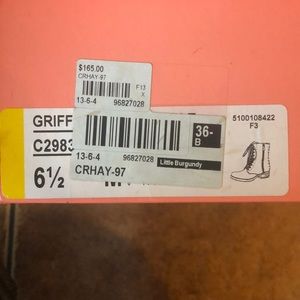 $165.00
CRHAY-97
F13
X
13-6-4 96827028
GRIFF
C2983
6½
36-
B
13-6-4 96827028
Little Burgundy
CRHAY-97
5100108422
F3